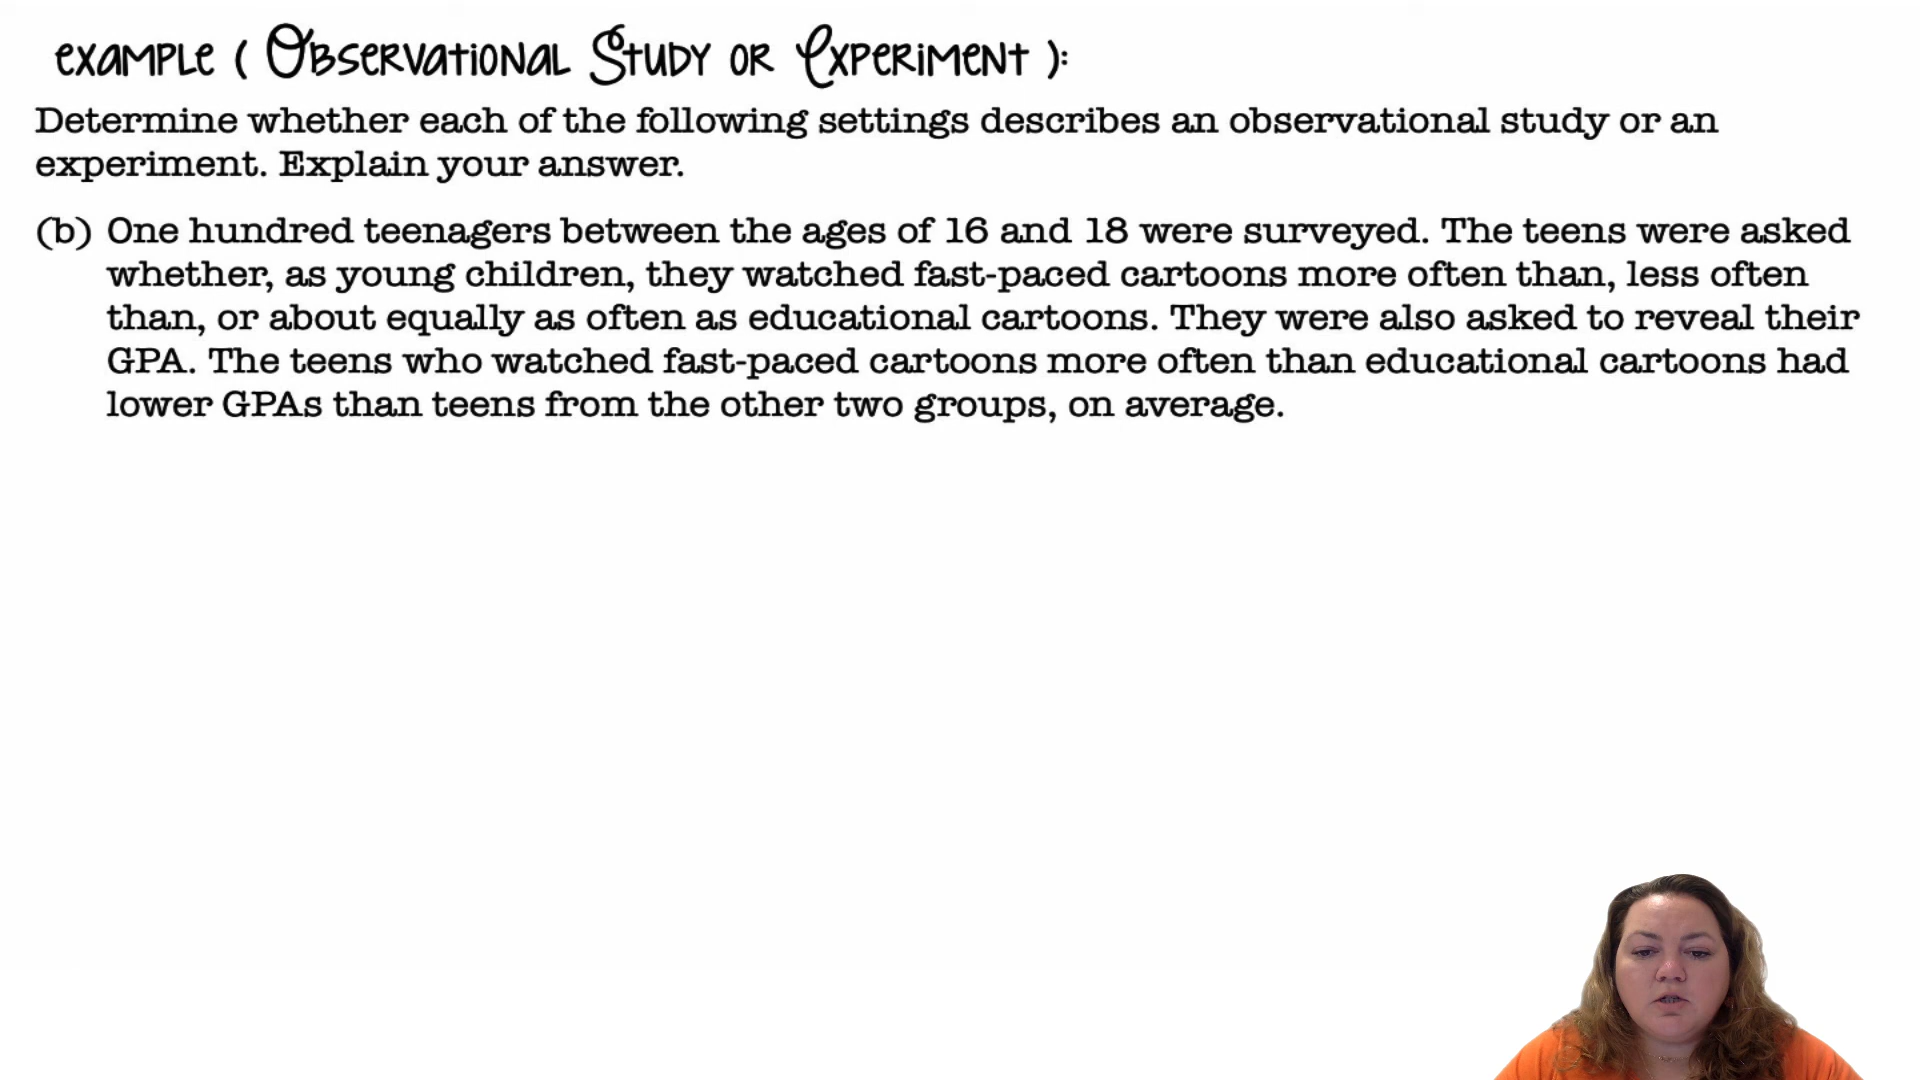 example ( Observational Study or Experiment ):
Determine whether each of the following settings describes an observational study or an
experiment. Explain your answer.
(b) One hundred teenagers between the ages of 16 and 18 were surveyed. The teens were asked
whether, as young children, they watched fast-paced cartoons more often than, less often
than, or about equally as often as educational cartoons. They were also asked to reveal their
GPA. The teens who watched fast-paced cartoons more often than educational cartoons had
lower GPAs than teens from the other two groups, on average.